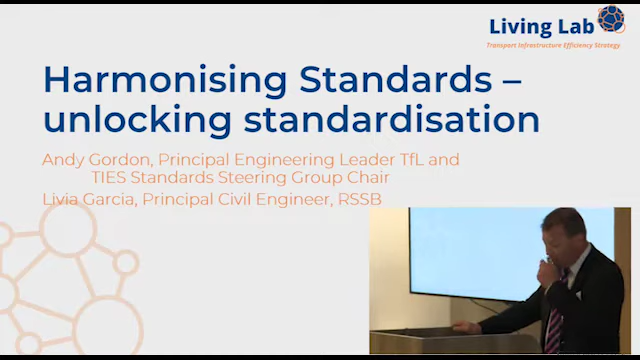 Living Lab
Transport Infrastructure Efficiency Strategy
Harmonising Standards –
unlocking standardisation
Andy Gordon, Principal Engineering Leader TfL and
TIES Standards Steering Group Chair
Livia Garcia, Principal Civil Engineer, RSSB